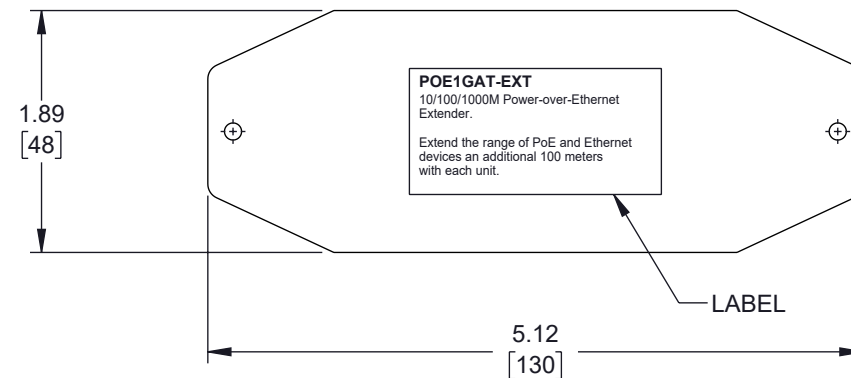 1.89
[48]
POE1GAT-EXT
10/100/1000M Power-over-Ethernet
Extender.
Extend the range of PoE and Ethernet
devices an additional 100 meters
with each unit.
LABEL
5.12
[130]